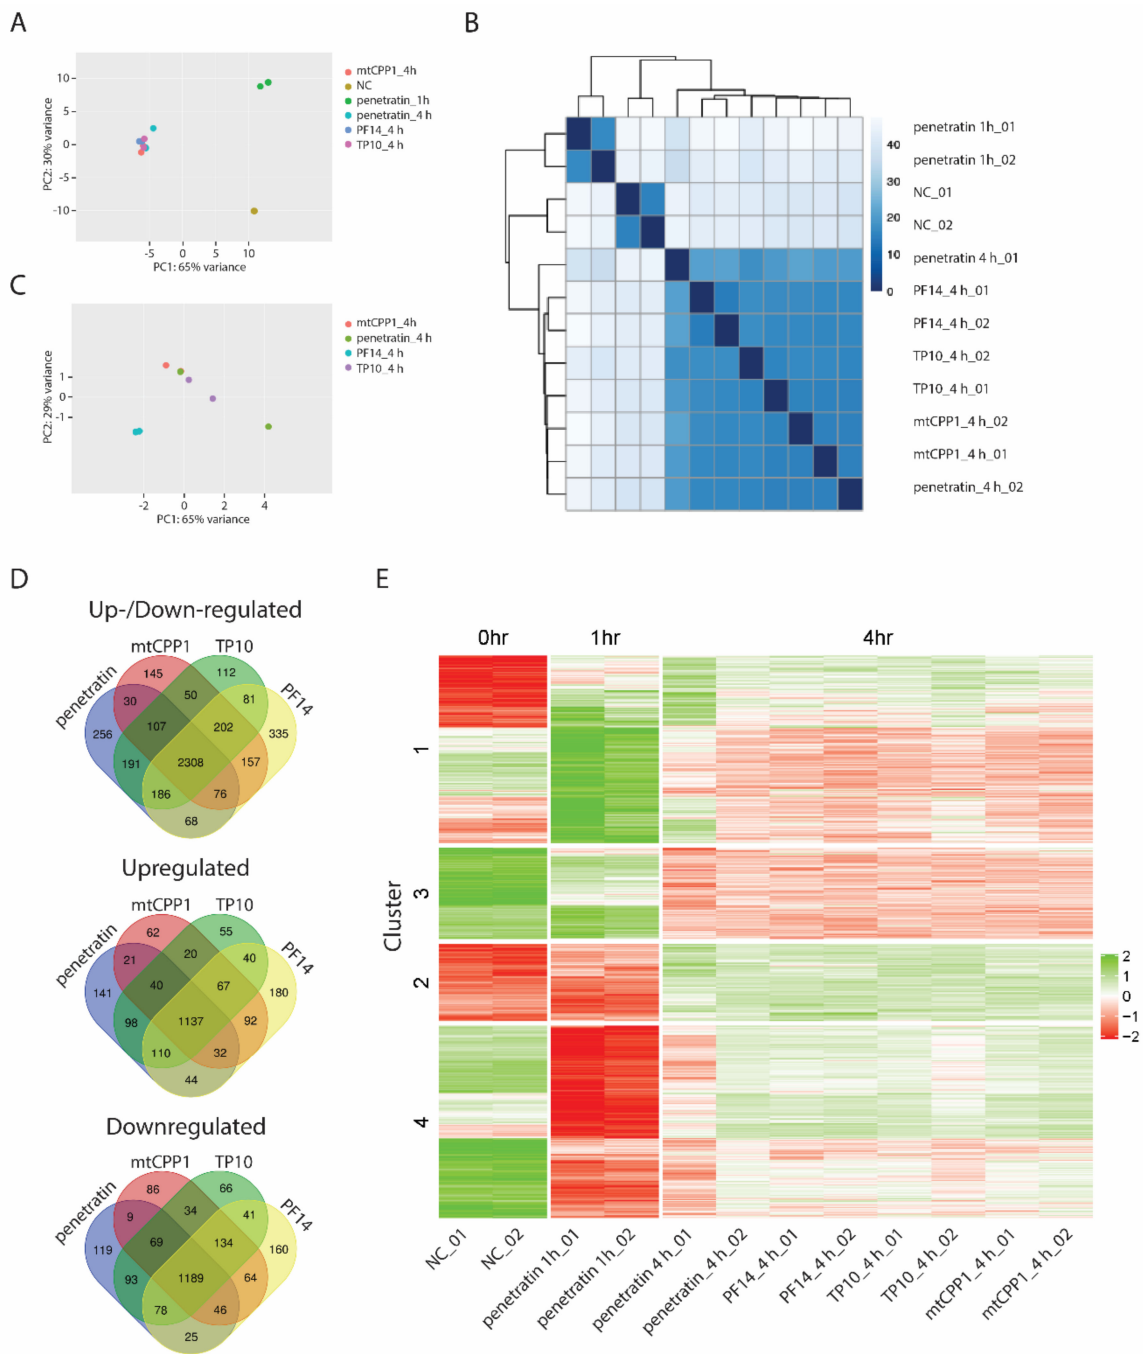 A
10
5
0
-5
-10
PC2: 30% variance
-5
0
5
10
PC1: 65% variance
mtCPP1_4h
NC
penetratin_1h
penetratin_4 h
PF14_4 h
TP10_4 h
B
40
30
20
10
0
penetratin 1h_01
penetratin 1h_02
NC_01
NC_02
penetratin 4 h_01
PF14_4 h_01
PF14_4 h_02
TP10_4 h_02
TP10_4 h_01
mtCPP1_4 h_02
mtCPP1_4 h_01
penetratin_4 h_02
C
1
0
-1
PC2: 29% variance
-2
0
2
4
PC1: 65% variance
mtCPP1_4h
penetratin_4 h
PF14_4 h
TP10_4 h
D
Up-/Down-regulated
mtCPP1
TP10
penetratin
PF14
145
112
30
50
81
256
107
202
335
191
2308
157
186
76
68
Upregulated
mtCPP1
TP10
penetratin
PF14
62
55
21
20
40
141
40
67
180
98
1137
92
110
32
44
Downregulated
mtCPP1
TP10
penetratin
PF14
86
66
9
34
41
119
69
134
160
93
1189
64
78
46
25
E
0hr
1hr
4hr
Cluster
1
3
2
4
2
1
0
−1
−2
NC_01
NC_02
penetratin 1h_01
penetratin 1h_02
penetratin 4 h_01
penetratin_4 h_02
PF14_4 h_01
PF14_4 h_02
TP10_4 h_01
TP10_4 h_02
mtCPP1_4 h_01
mtCPP1_4 h_02